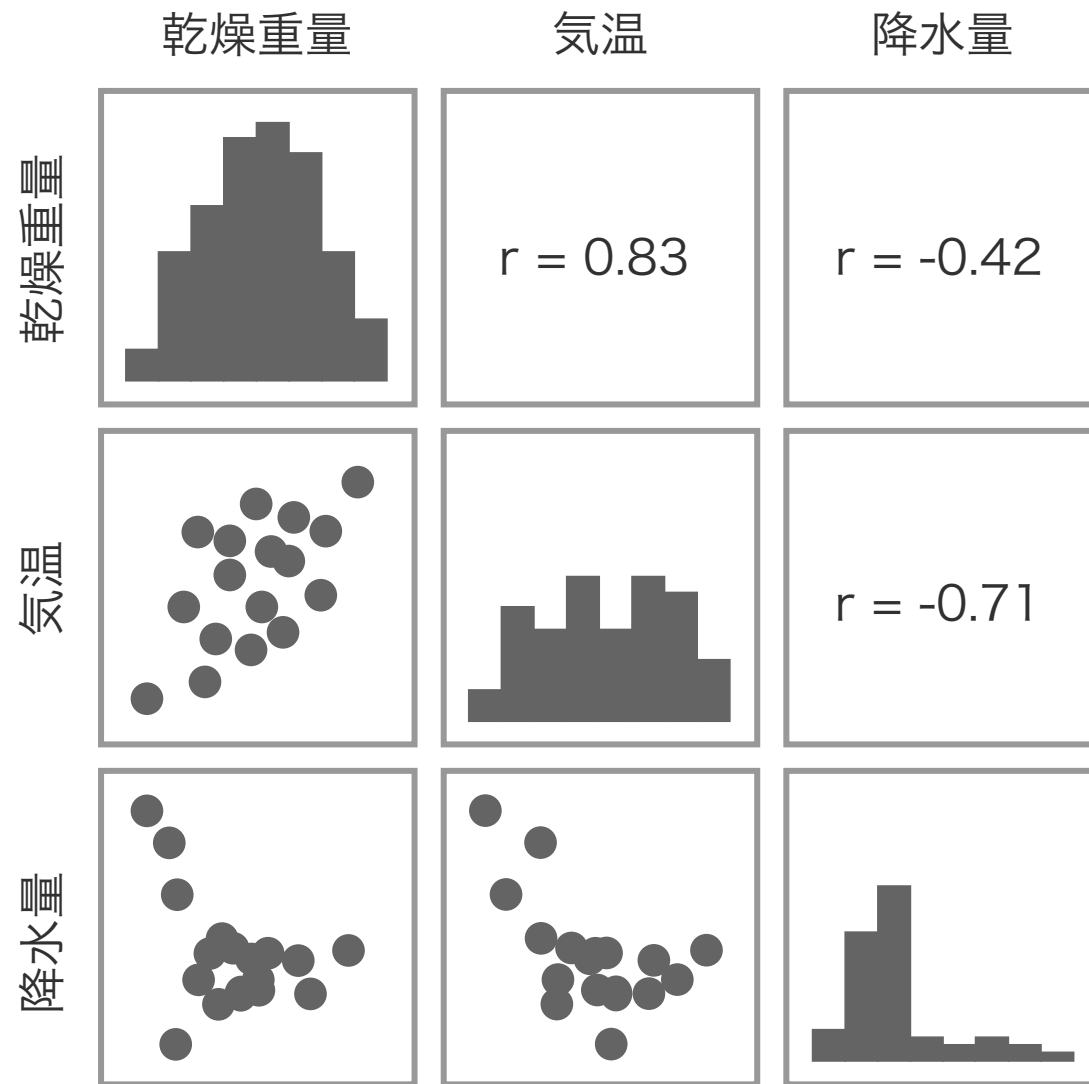 乾燥重量
気温
降水量
乾燥重量
r = 0.83
r = -0.42
気温
r = -0.71
降水量